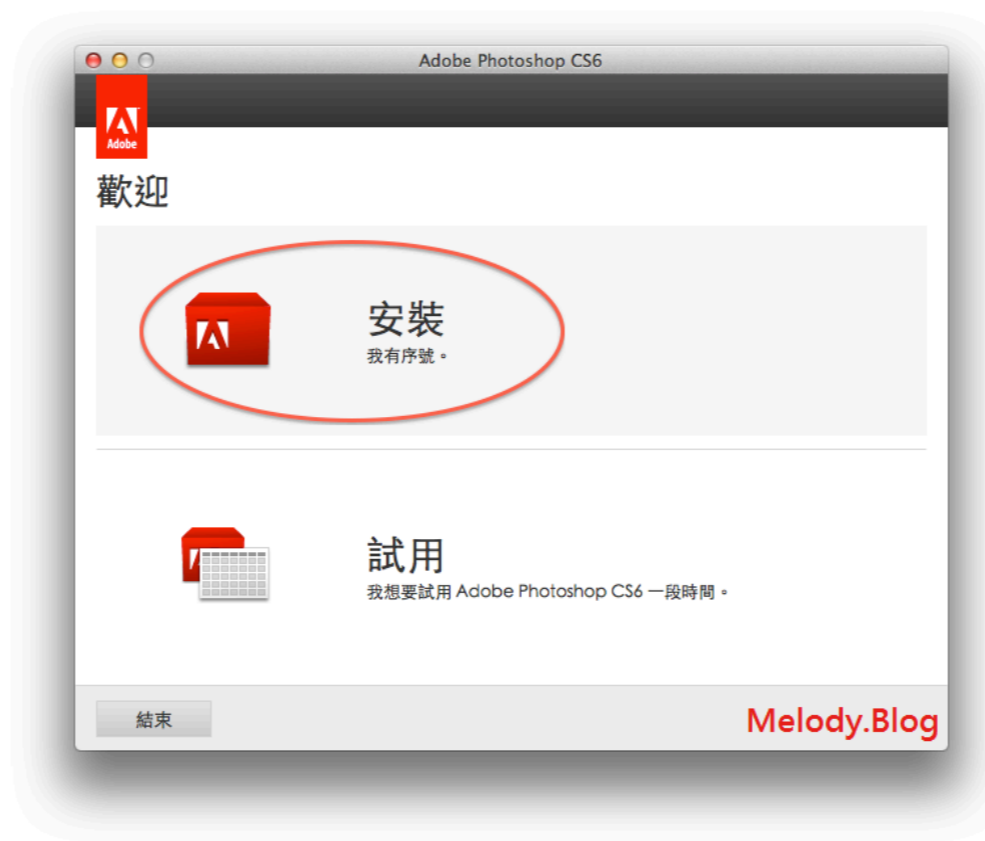 Adobe Photoshop CS6
Adobe
歡迎
安裝
我有序號。
試用
我想要試用 Adobe Photoshop CS6 一段時間。
結束
Melody.Blog